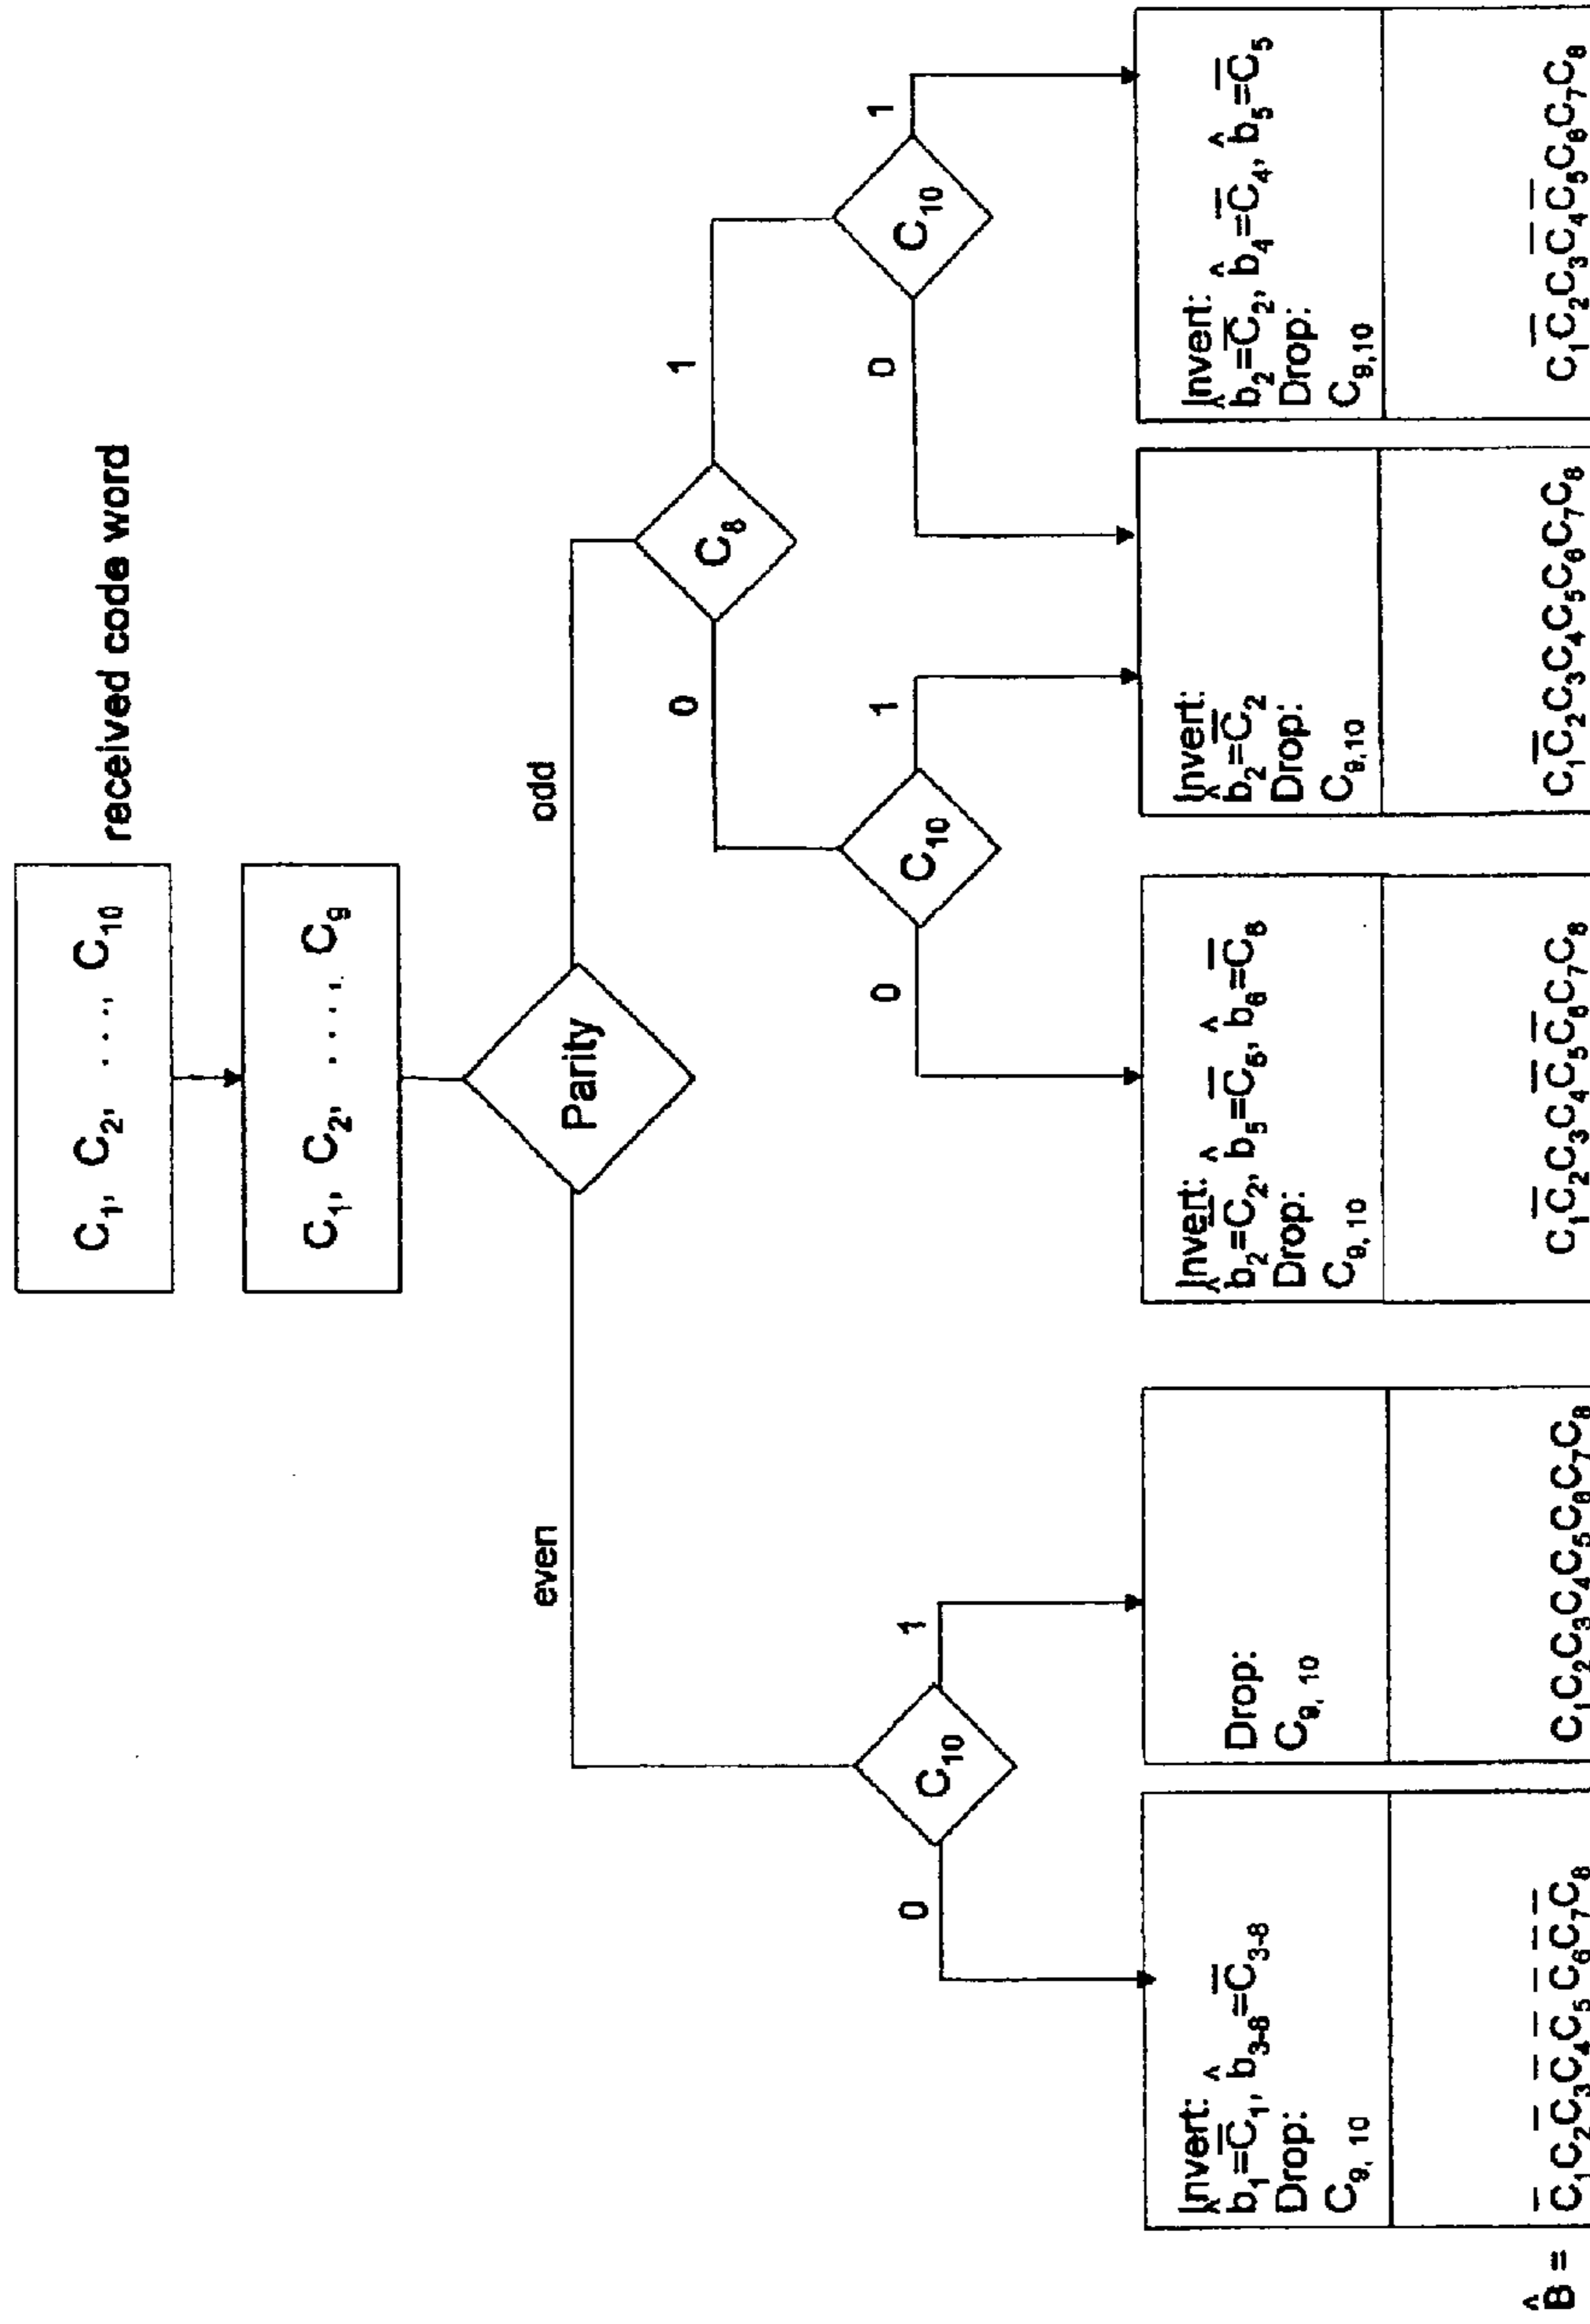 received code word
C₁, C₂, ..., C₁₀
C₁, C₂, ..., C₉
Parity
even
odd
C₈
0
1
C₁₀
0
1
C₁₀
0
1
C₁₀
0
1
Invert:
b̂₁=C̅₁, b̂₃₋₈=C̅₃₋₈
Drop:
C₉, ₁₀
Drop:
C₉, ₁₀
Invert:
b̂₂=C̅₂, b̂₅=C̅₅, b̂₆=C̅₆
Drop:
C₉, ₁₀
Invert:
b̂₂=C̅₂
Drop:
C₉,₁₀
Invert:
b̂₂=C̅₂, b̂₄=C̅₄, b̂₅=C̅₅
Drop:
C₉,₁₀
B̂ =
C̅₁C̅₂C̅₃C̅₄C̅₅C̅₆C̅₇C̅₈
C₁C₂C₃C₄C₅C₆C₇C₈
C₁C̅₂C₃C₄C̅₅C̅₆C₇C₈
C₁C̅₂C₃C₄C₅C₆C₇C₈
C₁C̅₂C₃C̅₄C̅₅C₆C₇C₈